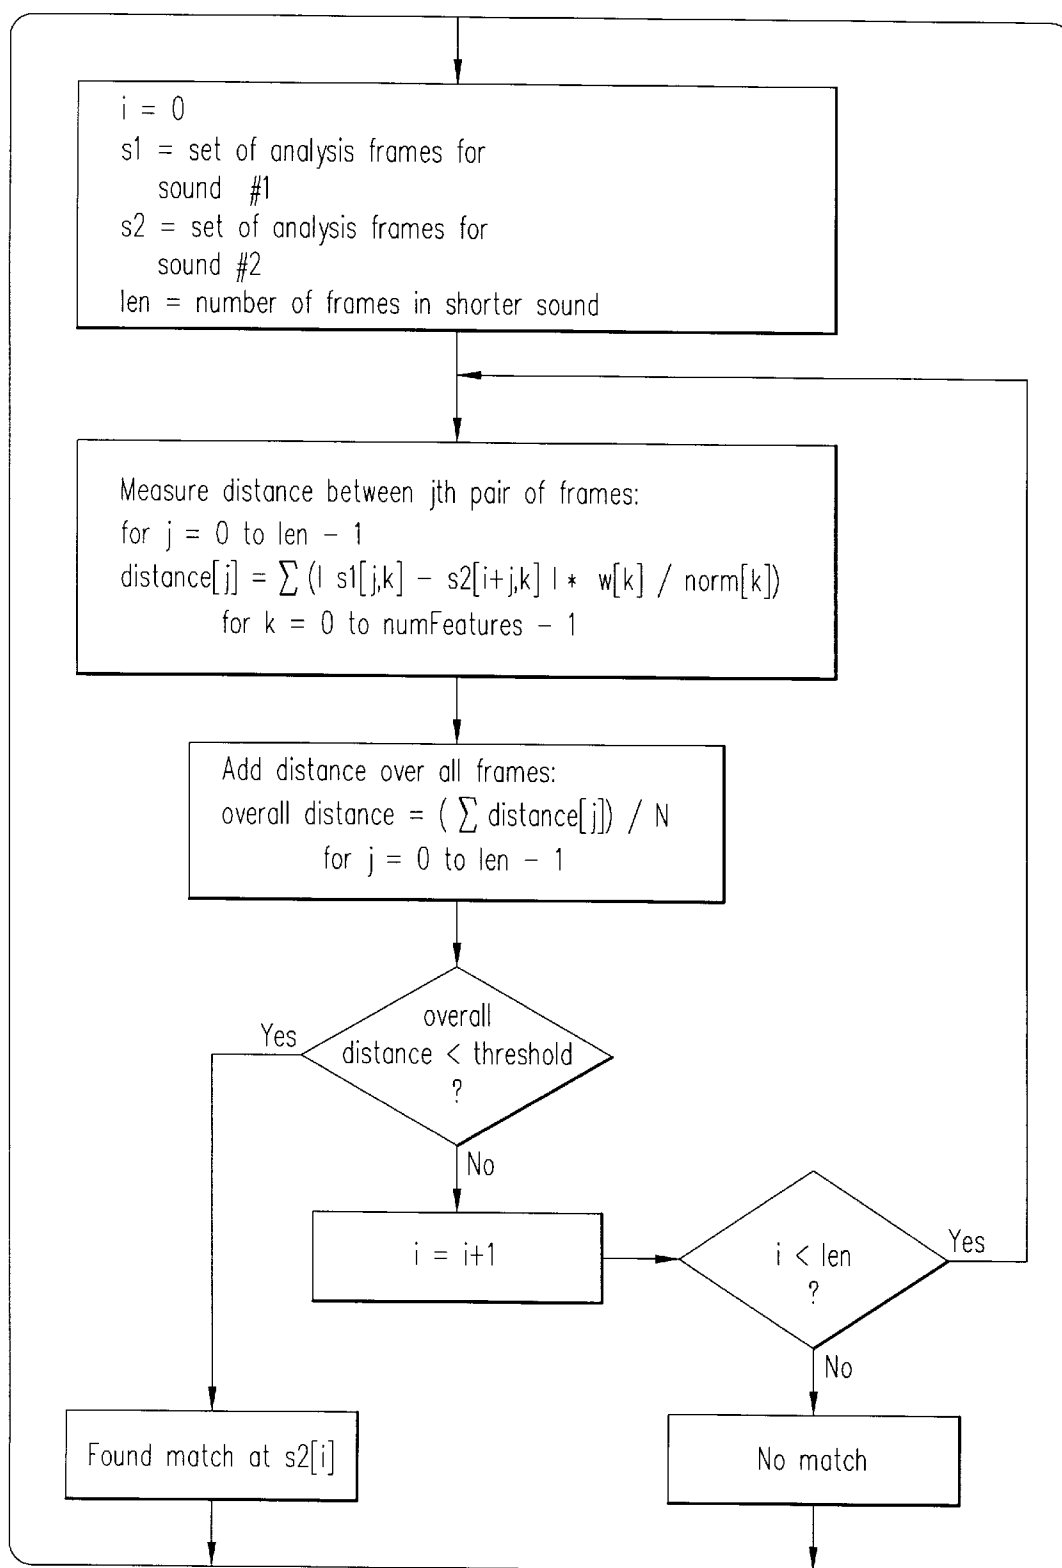 i = 0
s1 = set of analysis frames for
sound #1
s2 = set of analysis frames for
sound #2
len = number of frames in shorter sound
Measure distance between jth pair of frames:
for j = 0 to len - 1
distance[j] = ∑ (| s1[j,k] - s2[i+j,k] | * w[k] / norm[k])
for k = 0 to numFeatures - 1
Add distance over all frames:
overall distance = ( ∑ distance[j]) / N
for j = 0 to len - 1
overall
distance < threshold
?
Yes
No
i = i+1
i < len
?
Yes
No
Found match at s2[i]
No match